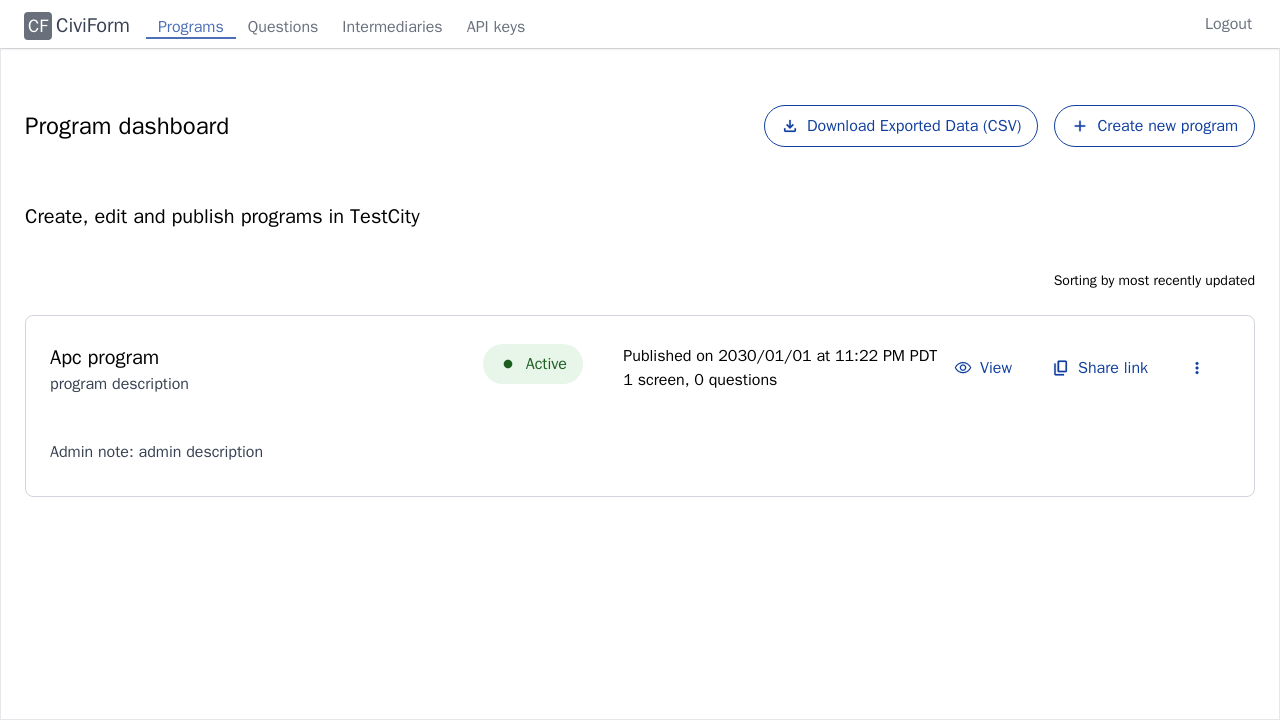 CF CiviForm Programs Questions Intermediaries API keys Logout
Program dashboard
Download Exported Data (CSV)
Create new program
Create, edit and publish programs in TestCity
Sorting by most recently updated
Apc program
program description
Active
Published on 2030/01/01 at 11:22 PM PDT
1 screen, 0 questions
View
Share link
Admin note: admin description